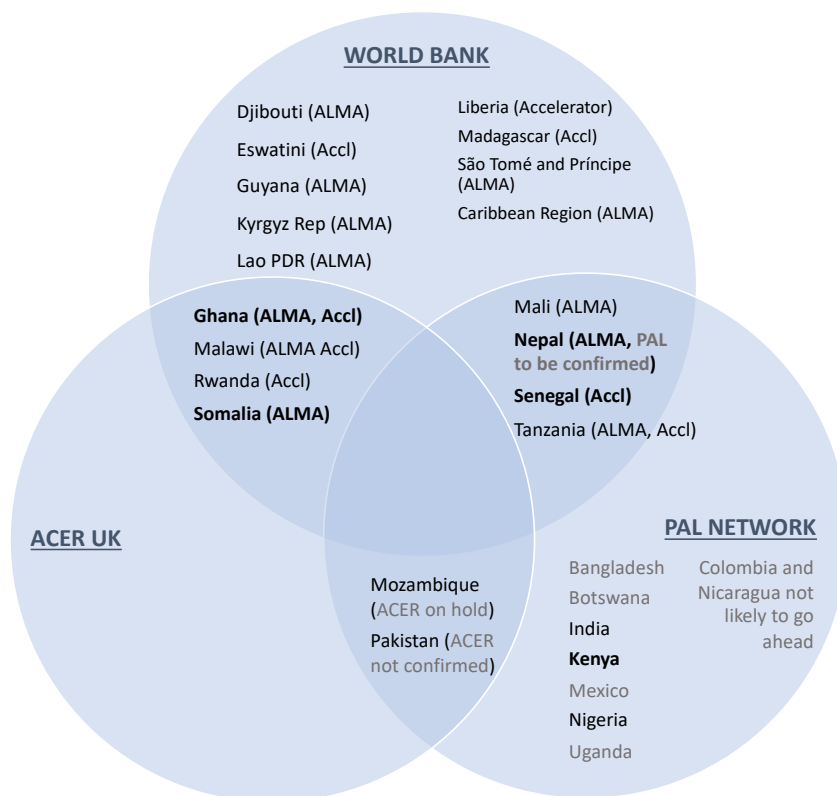 WORLD BANK
Djibouti (ALMA)
Eswatini (Accl)
Guyana (ALMA)
Kyrgyz Rep (ALMA)
Lao PDR (ALMA)
Liberia (Accelerator)
Madagascar (Accl)
São Tomé and Príncipe
(ALMA)
Caribbean Region (ALMA)
Ghana (ALMA, Accl)
Malawi (ALMA Accl)
Rwanda (Accl)
Somalia (ALMA)
Mali (ALMA)
Nepal (ALMA, PAL
to be confirmed)
Senegal (Accl)
Tanzania (ALMA, Accl)
ACER UK
PAL NETWORK
Mozambique
(ACER on hold)
Pakistan (ACER
not confirmed)
Bangladesh
Botswana
India
Kenya
Mexico
Nigeria
Uganda
Colombia and
Nicaragua not
likely to go
ahead